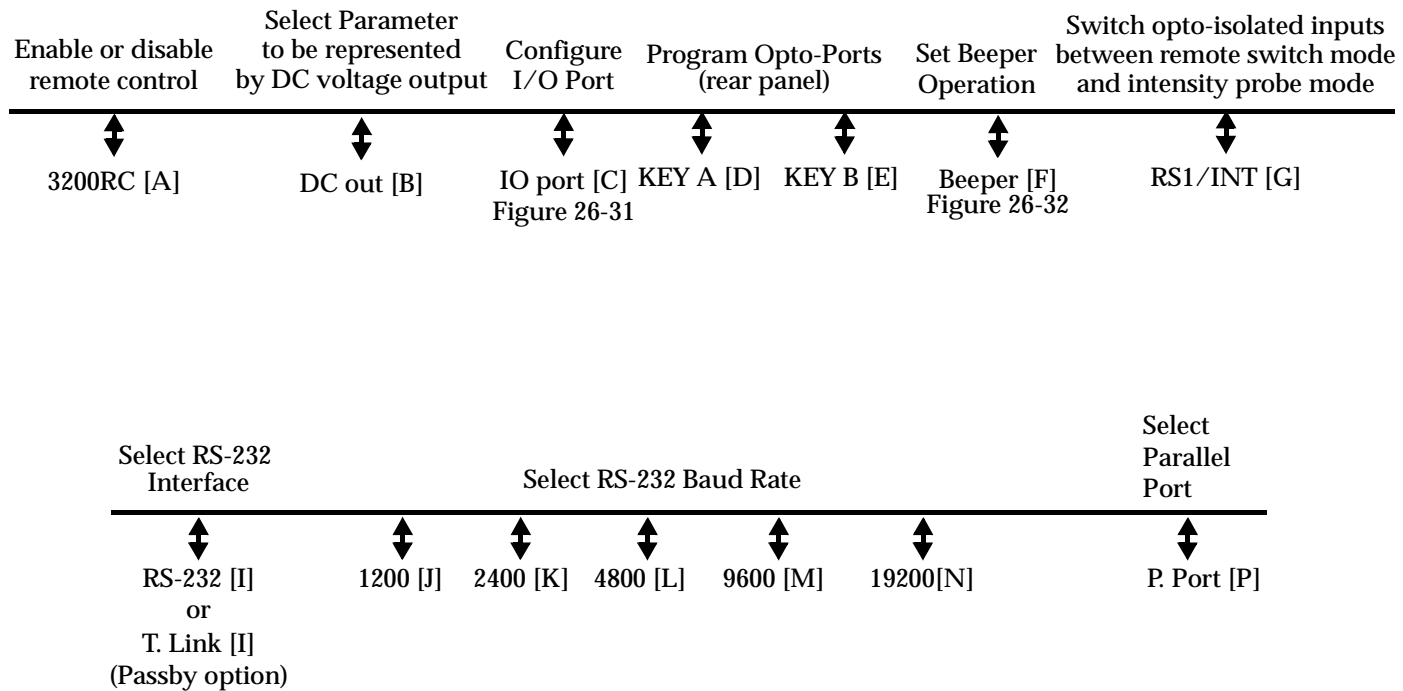 Enable or disable
remote control
Select Parameter
to be represented
by DC voltage output
Configure
I/O Port
Program Opto-Ports
(rear panel)
Set Beeper
Operation
Switch opto-isolated inputs
between remote switch mode
and intensity probe mode
3200RC [A]
DC out [B]
IO port [C]
Figure 26-31
KEY A [D]
KEY B [E]
Beeper [F]
Figure 26-32
RS1/INT [G]
Select RS-232
Interface
Select RS-232 Baud Rate
Select
Parallel
Port
RS-232 [I]
or
T. Link [I]
(Passby option)
1200 [J]
2400 [K]
4800 [L]
9600 [M]
19200[N]
P. Port [P]